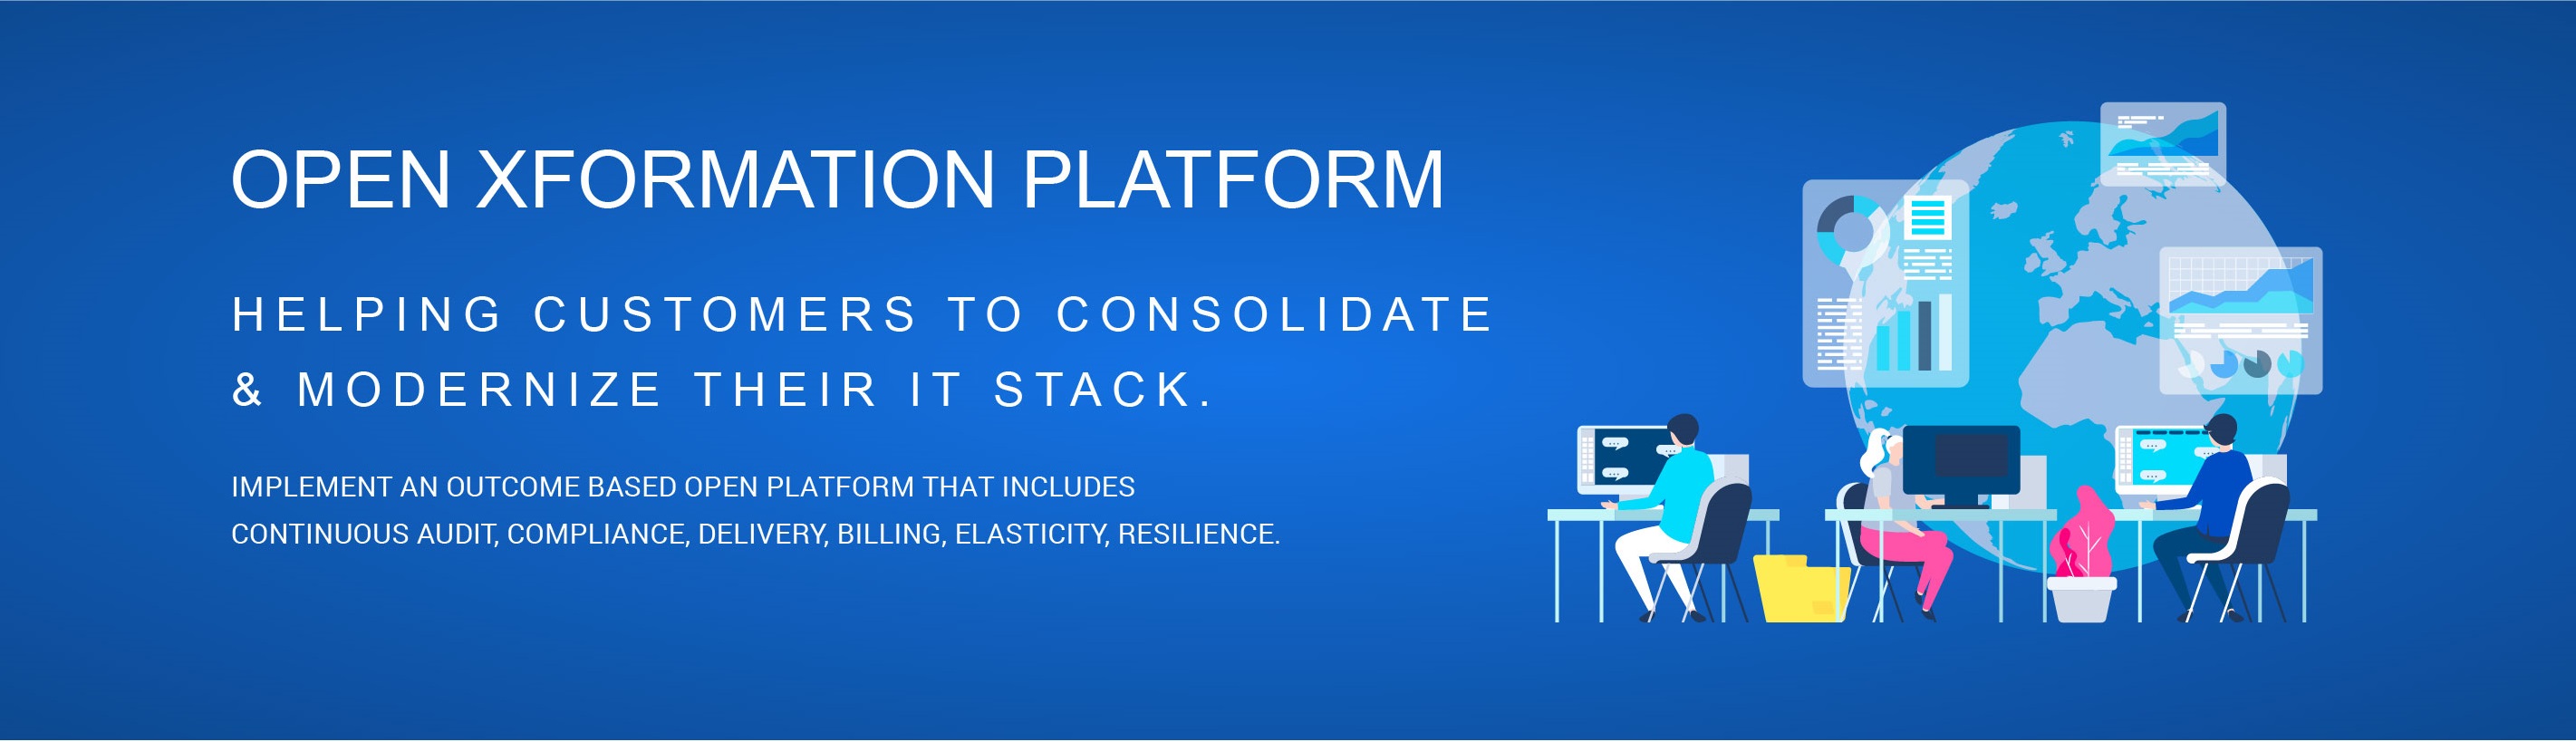 OPEN XFORMATION PLATFORM
HELPING CUSTOMERS TO CONSOLIDATE
& MODERNIZE THEIR IT STACK.
IMPLEMENT AN OUTCOME BASED OPEN PLATFORM THAT INCLUDES
CONTINUOUS AUDIT, COMPLIANCE, DELIVERY, BILLING, ELASTICITY, RESILIENCE.